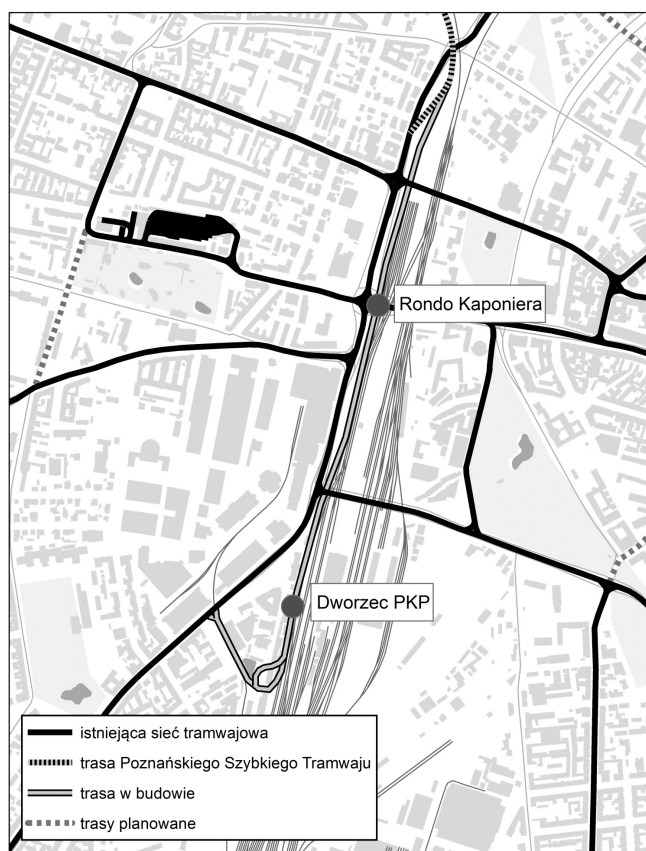 Rondo Kaponiera
Dworzec PKP
istniejąca sieć tramwajowa
trasa Poznańskiego Szybkiego Tramwaju
trasa w budowie
trasy planowane